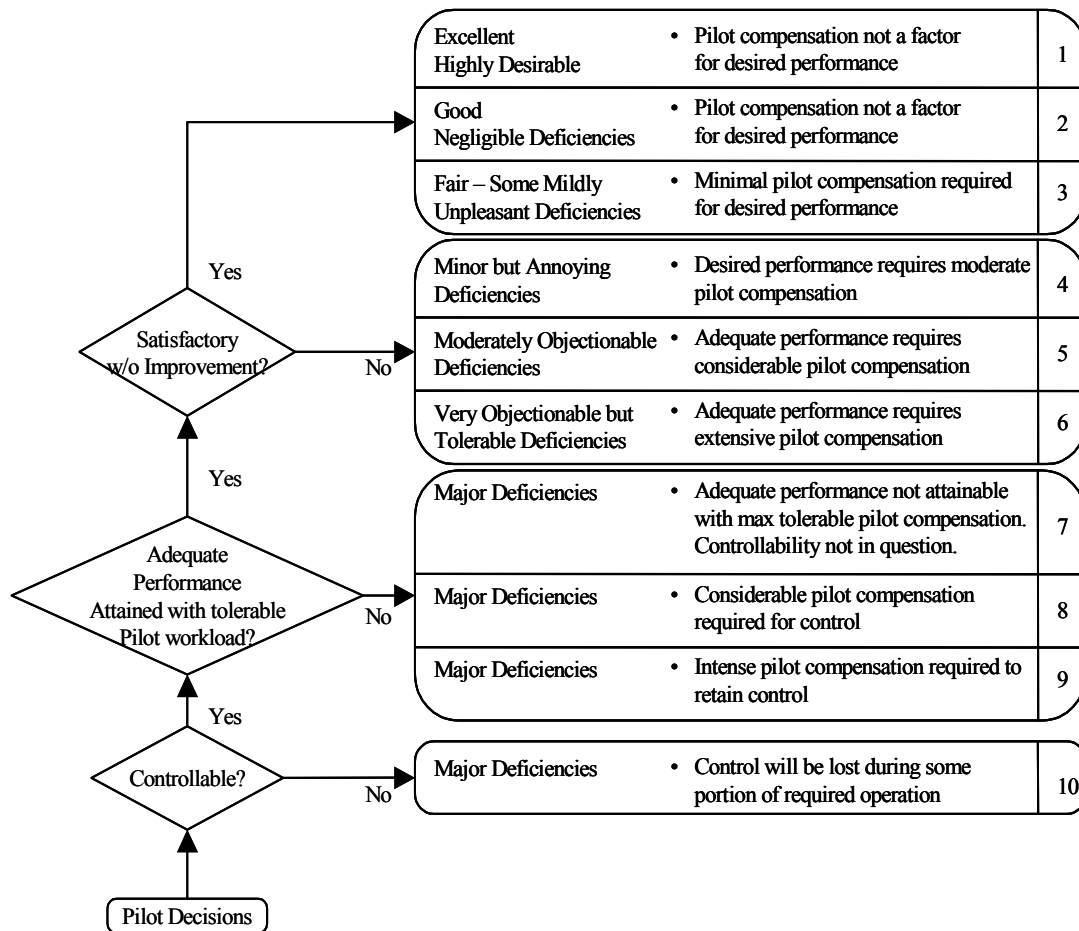 Excellent
Highly Desirable
• Pilot compensation not a factor
for desired performance
1
Good
Negligible Deficiencies
• Pilot compensation not a factor
for desired performance
2
Fair – Some Mildly
Unpleasant Deficiencies
• Minimal pilot compensation required
for desired performance
3
Yes
Minor but Annoying
Deficiencies
• Desired performance requires moderate
pilot compensation
4
Satisfactory
w/o Improvement?
No
Moderately Objectionable
Deficiencies
• Adequate performance requires
considerable pilot compensation
5
Very Objectionable but
Tolerable Deficiencies
• Adequate performance requires
extensive pilot compensation
6
Yes
Major Deficiencies
• Adequate performance not attainable
with max tolerable pilot compensation.
Controllability not in question.
7
Adequate
Performance
Attained with tolerable
Pilot workload?
No
Major Deficiencies
• Considerable pilot compensation
required for control
8
Major Deficiencies
• Intense pilot compensation required to
retain control
9
Yes
Controllable?
No
Major Deficiencies
• Control will be lost during some
portion of required operation
10
Pilot Decisions